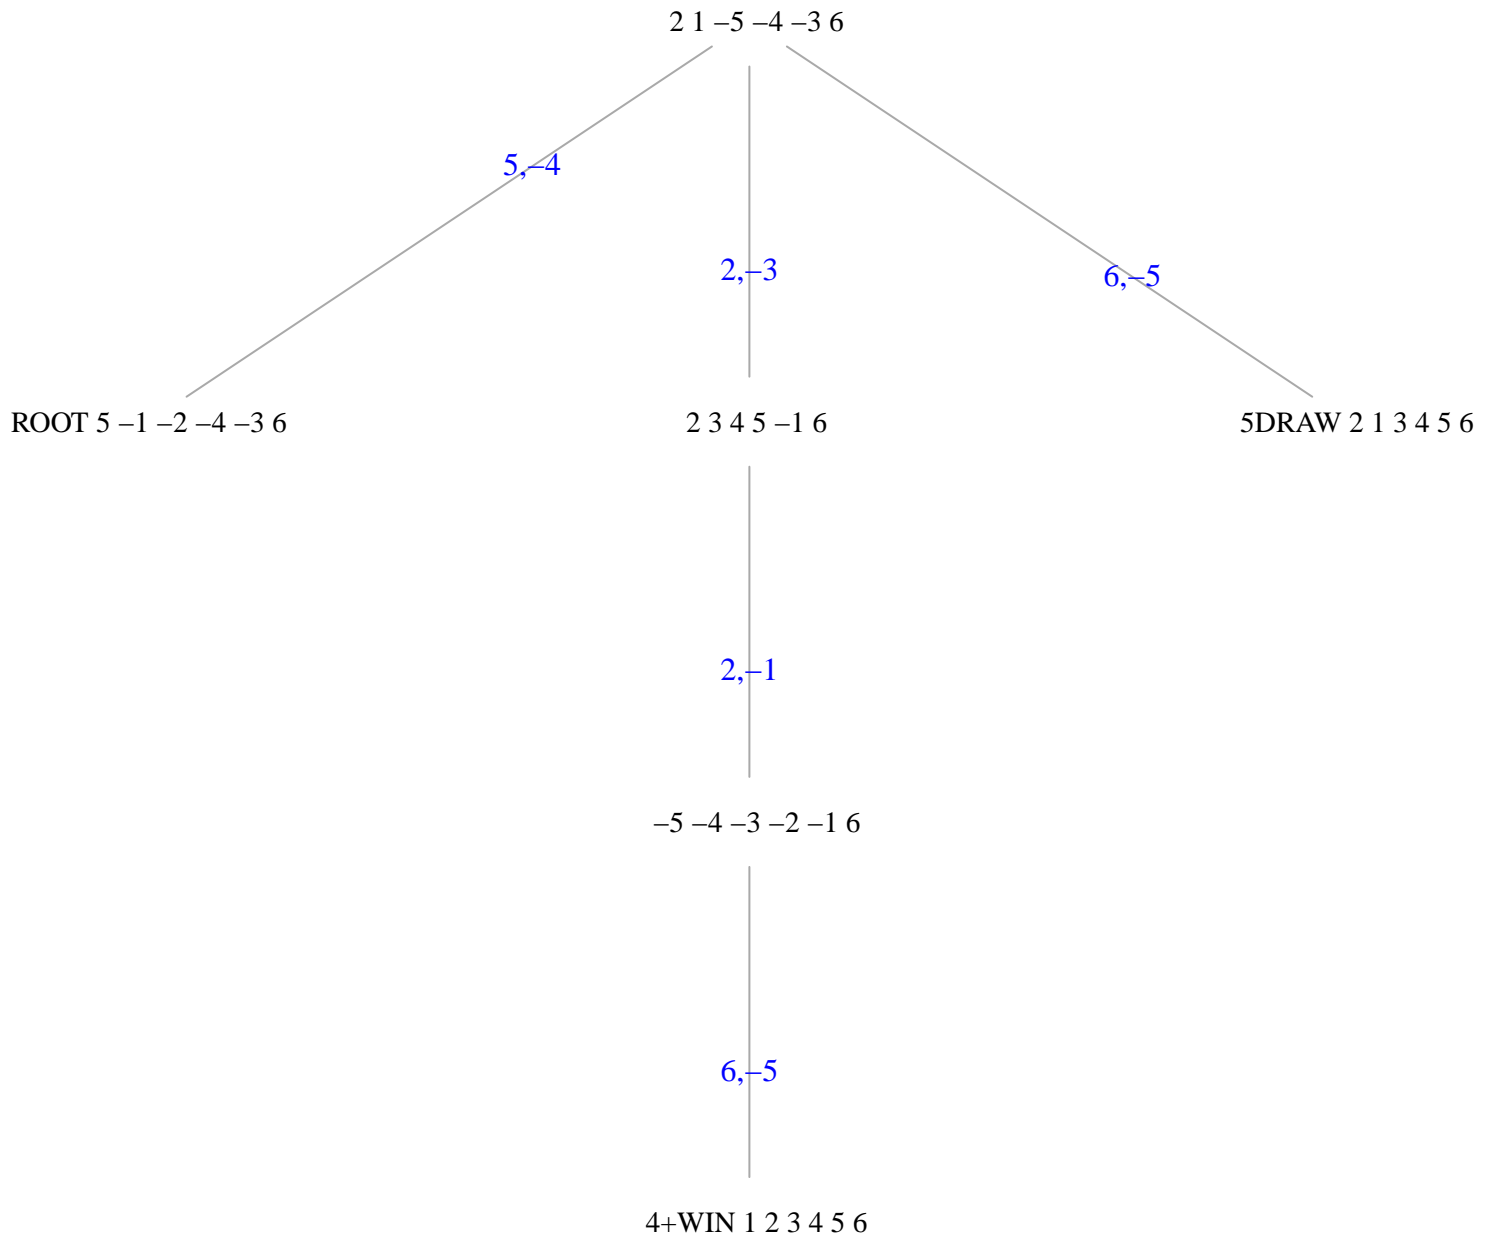 2 1 –5 –4 –3 6
5,–4
2,–3
6,–5
ROOT 5 –1 –2 –4 –3 6
2 3 4 5 –1 6
5DRAW 2 1 3 4 5 6
2,–1
–5 –4 –3 –2 –1 6
6,–5
4+WIN 1 2 3 4 5 6